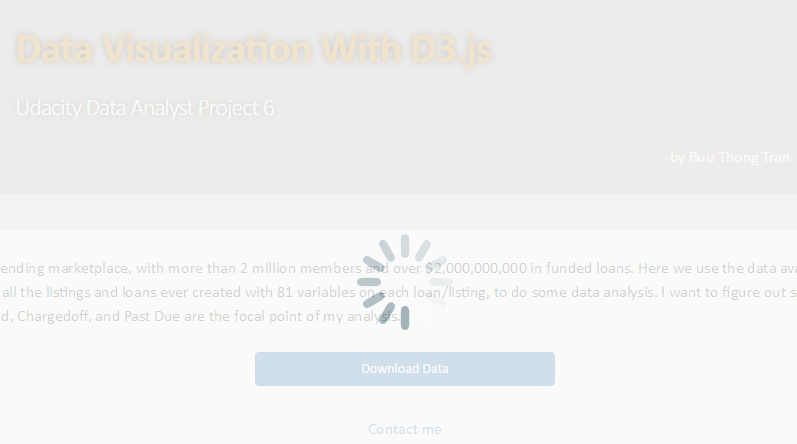 Data Visualization With D3.js
Udacity Data Analyst Project 6
-by Buu Thong Tran-
ending marketplace, with more than 2 million members and over $2,000,000,000 in funded loans. Here we use the data ava
all the listings and loans ever created with 81 variables on each loan/listing, to do some data analysis. I want to figure out s
d, Chargedoff, and Past Due are the focal point of my analysis.
Download Data
Contact me